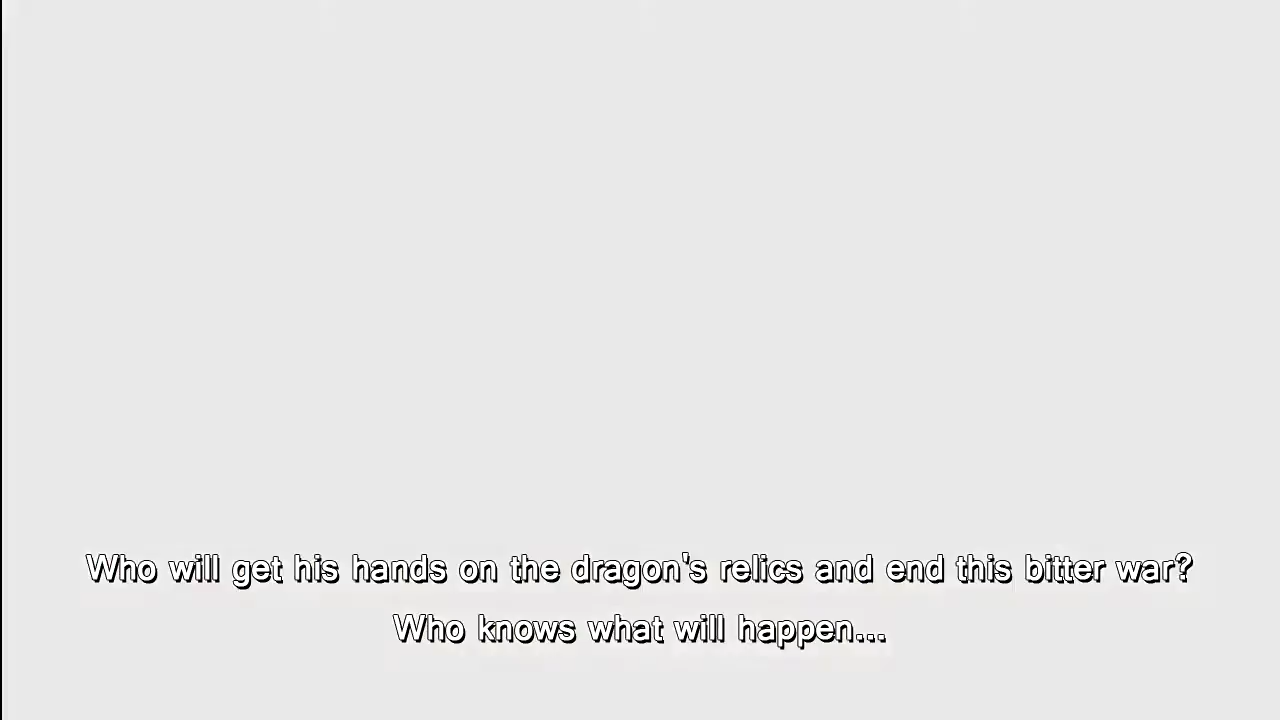 Who will get his hands on the dragon's relics and end this bitter war?
Who knows what will happen...